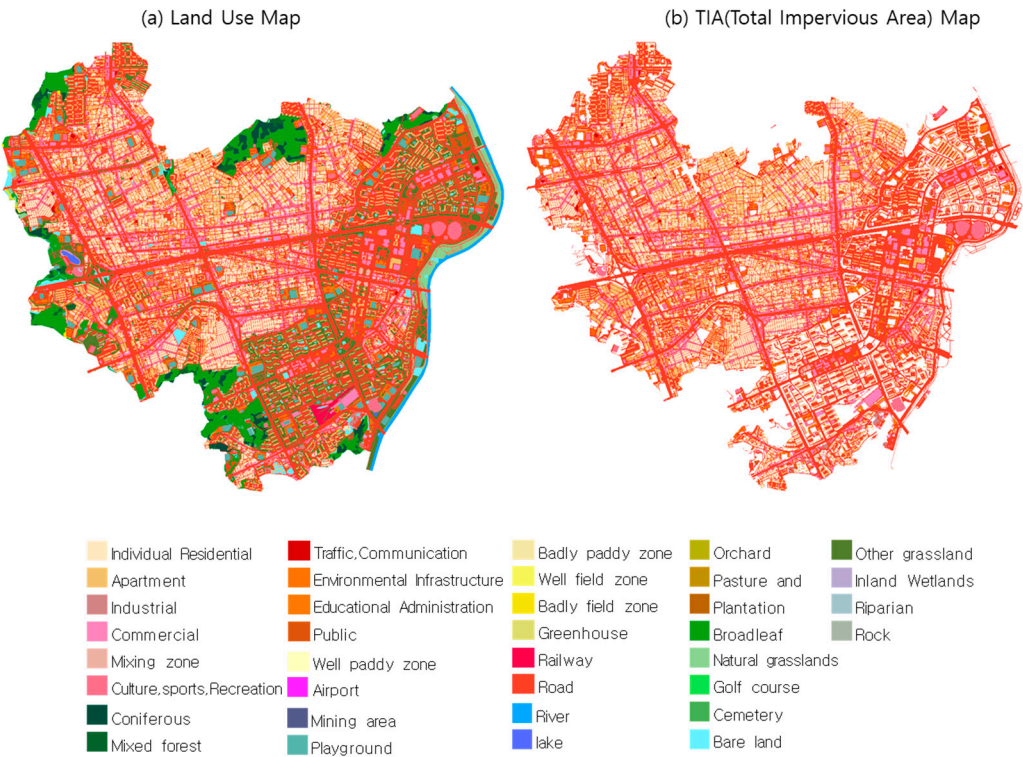 (a) Land Use Map
(b) TIA(Total Impervious Area) Map
Individual Residential
Apartment
Industrial
Commercial
Mixing zone
Culture,sports,Recreation
Coniferous
Mixed forest
Traffic,Communication
Environmental Infrastructure
Educational Administration
Public
Well paddy zone
Airport
Mining area
Playground
Badly paddy zone
Well field zone
Badly field zone
Greenhouse
Railway
Road
River
lake
Orchard
Pasture and
Plantation
Broadleaf
Natural grasslands
Golf course
Cemetery
Bare land
Other grassland
Inland Wetlands
Riparian
Rock